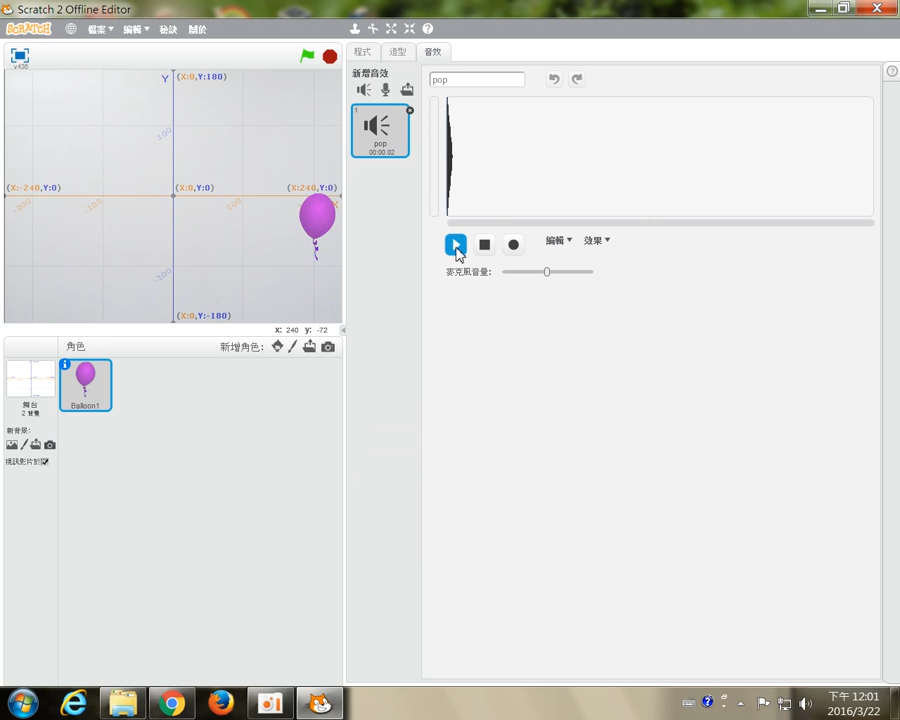 Scratch 2 Offline Editor
SCRATCH 檔案▼ 編輯▼ 秘訣 關於
v436
程式 造型 音效
新增音效
1
pop
00:00.02
pop
編輯▼ 效果▼
麥克風音量:
Y (X:0,Y:180)
100
(X:-240,Y:0) (X:0,Y:0) (X:240,Y:0)
-200 -100 100 X
-100
(X:0,Y:-180)
x: 240 y: -72
角色 新增角色:
舞台
2 背景
新背景:
視訊影片於
Balloon1
下午 12:01
2016/3/22